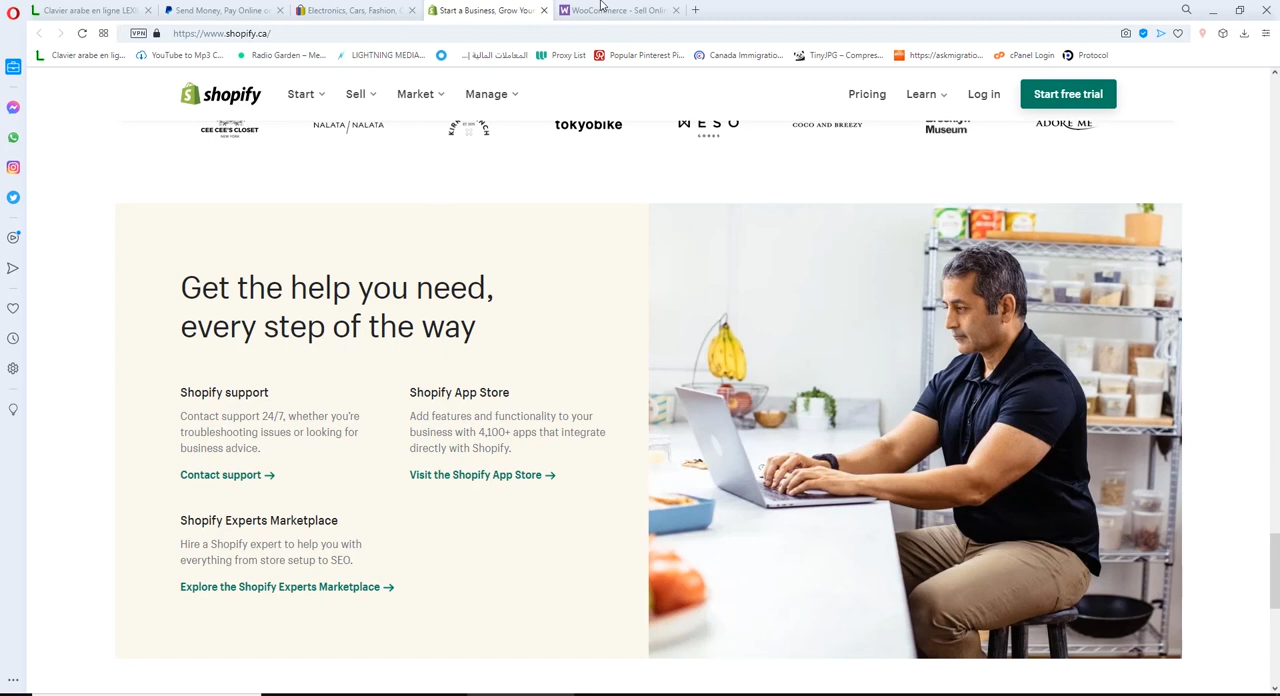 Clavier arabe en ligne LEXI
Send Money, Pay Online or
Electronics, Cars, Fashion, C
Start a Business, Grow Your
WooCommerce - Sell Onlin
VPN
https://www.shopify.ca/
Clavier arabe en lig...
YouTube to Mp3 C...
Radio Garden – Me...
LIGHTNING MEDIA...
المعاملات المالية إ...
Proxy List
Popular Pinterest Pi...
Canada Immigratio...
TinyJPG – Compres...
https://askmigratio...
cPanel Login
Protocol
shopify
Start
Sell
Market
Manage
Pricing
Learn
Log in
Start free trial
CEE CEE'S CLOSET
NEW YORK
NALATA / NALATA
tokyobike
COCO AND BREEZY
Brooklyn
Museum
ADORE ME
Get the help you need,
every step of the way
Shopify support
Contact support 24/7, whether you're
troubleshooting issues or looking for
business advice.
Contact support →
Shopify App Store
Add features and functionality to your
business with 4,100+ apps that integrate
directly with Shopify.
Visit the Shopify App Store →
Shopify Experts Marketplace
Hire a Shopify expert to help you with
everything from store setup to SEO.
Explore the Shopify Experts Marketplace →